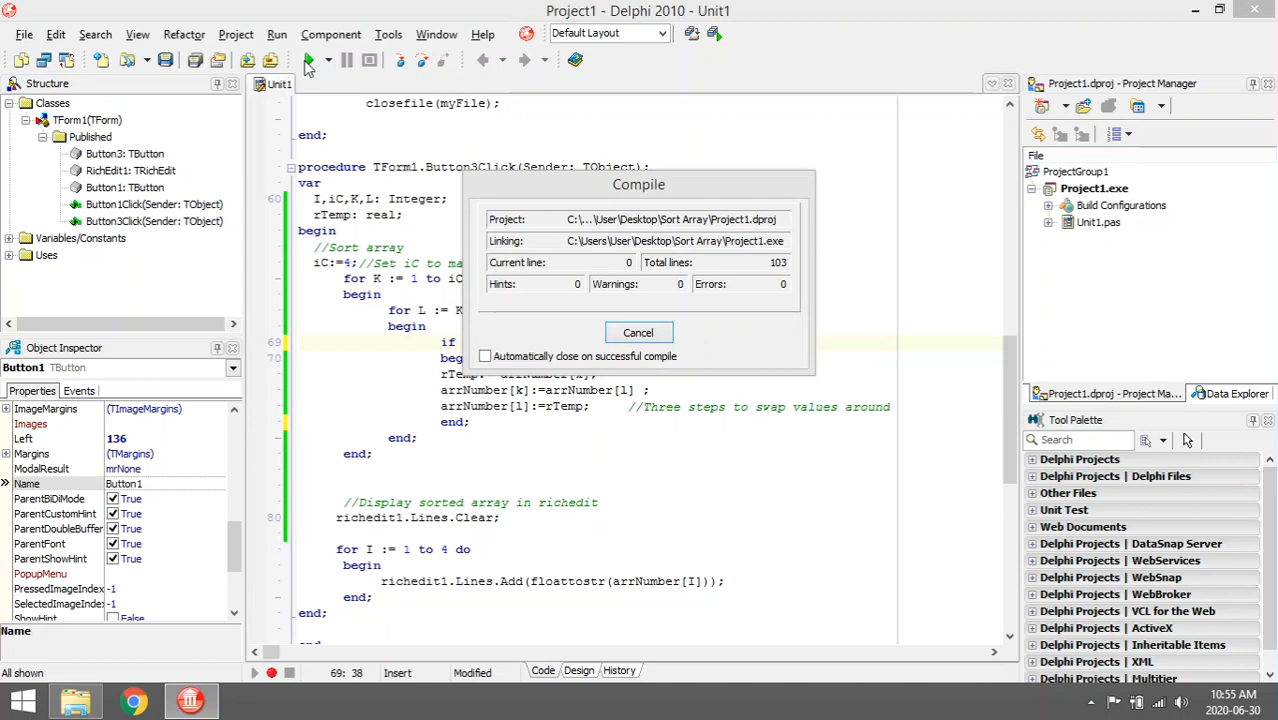 Project1 - Delphi 2010 - Unit1
File Edit Search View Refactor Project Run Component Tools Window Help
Default Layout
Structure
Classes
TForm1(TForm)
Published
Button3: TButton
RichEdit1: TRichEdit
Button1: TButton
Button1Click(Sender: TObject)
Button3Click(Sender: TObject)
Variables/Constants
Uses
Object Inspector
Button1 TButton
Properties Events
ImageMargins (TImageMargins)
Images
Left 136
Margins (TMargins)
ModalResult mrNone
Name Button1
ParentBiDiMode True
ParentCustomHint True
ParentDoubleBuffer True
ParentFont True
ParentShowHint True
PopupMenu
PressedImageIndex -1
SelectedImageIndex -1
ShowHint False
Name
All shown
Unit1
closefile(myFile);
end;
procedure TForm1.Button3Click(Sender: TObject);
var
60 I,iC,K,L: Integer;
rTemp: real;
begin
//Sort array
iC:=4;//Set iC to ma
for K := 1 to iC
begin
for L := K
begin
69 if
70 beg
rTemp:=arrNumber[k];
arrNumber[k]:=arrNumber[l] ;
arrNumber[l]:=rTemp; //Three steps to swap values around
end;
end;
end;
//Display sorted array in richedit
80 richedit1.Lines.Clear;
for I := 1 to 4 do
begin
richedit1.Lines.Add(floattostr(arrNumber[I]));
end;
end;
end
69: 38 Insert Modified Code Design History
Compile
Project: C:\...\User\Desktop\Sort Array\Project1.dproj
Linking: C:\Users\User\Desktop\Sort Array\Project1.exe
Current line: 0 Total lines: 103
Hints: 0 Warnings: 0 Errors: 0
Cancel
Automatically close on successful compile
Project1.dproj - Project Manager
File
ProjectGroup1
Project1.exe
Build Configurations
Unit1.pas
Project1.dproj - Project Ma... Data Explorer
Tool Palette
Search
Delphi Projects
Delphi Projects | Delphi Files
Other Files
Unit Test
Web Documents
Delphi Projects | DataSnap Server
Delphi Projects | WebServices
Delphi Projects | WebSnap
Delphi Projects | WebBroker
Delphi Projects | VCL for the Web
Delphi Projects | ActiveX
Delphi Projects | Inheritable Items
Delphi Projects | XML
Delphi Projects | Multitier
10:55 AM
2020-06-30